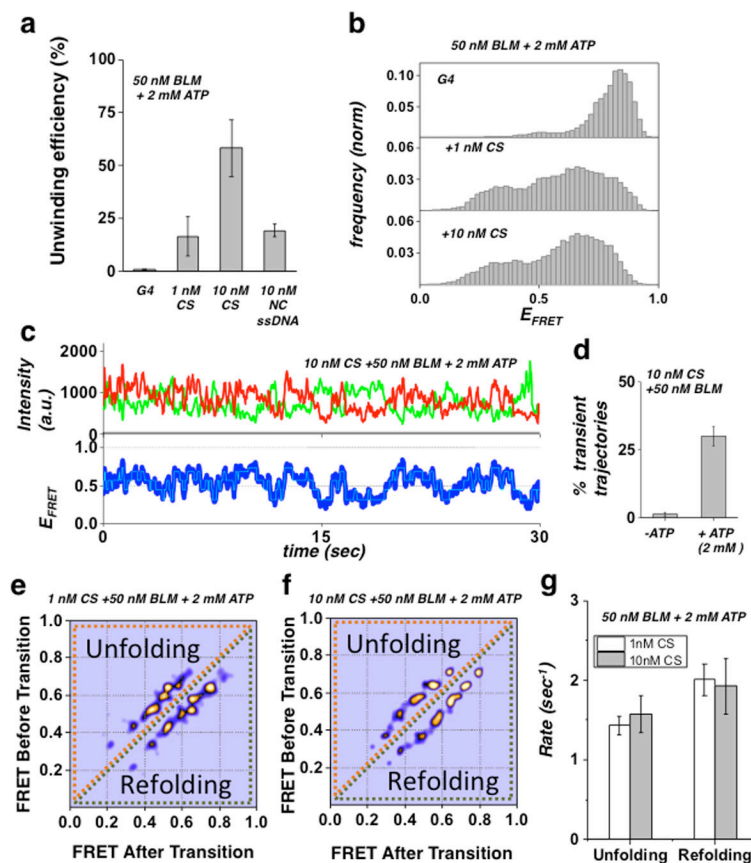 a
Unwinding efficiency (%)
50 nM BLM
+ 2 mM ATP
100
75
50
25
0
G4
1 nM
CS
10 nM
CS
10 nM
NC
ssDNA
b
50 nM BLM + 2 mM ATP
frequency (norm)
G4
0.10
0.05
+1 nM CS
0.06
0.03
+10 nM CS
0.06
0.03
0.0
0.5
1.0
EFRET
c
10 nM CS +50 nM BLM + 2 mM ATP
Intensity
(a.u.)
2000
1000
0
EFRET
1.0
0.5
0.0
0
15
30
time (sec)
d
10 nM CS
+50 nM BLM
% transient
trajectories
50
25
0
-ATP
+ ATP
(2 mM )
e
1 nM CS +50 nM BLM + 2 mM ATP
FRET Before Transition
1.0
0.8
0.6
0.4
0.2
Unfolding
Refolding
0.0 0.2 0.4 0.6 0.8 1.0
FRET After Transition
f
10 nM CS +50 nM BLM + 2 mM ATP
FRET Before Transition
1.0
0.8
0.6
0.4
0.2
Unfolding
Refolding
0.0 0.2 0.4 0.6 0.8 1.0
FRET After Transition
g
50 nM BLM + 2 mM ATP
1nM CS
10nM CS
Rate (sec-1)
3
2
1
0
Unfolding
Refolding